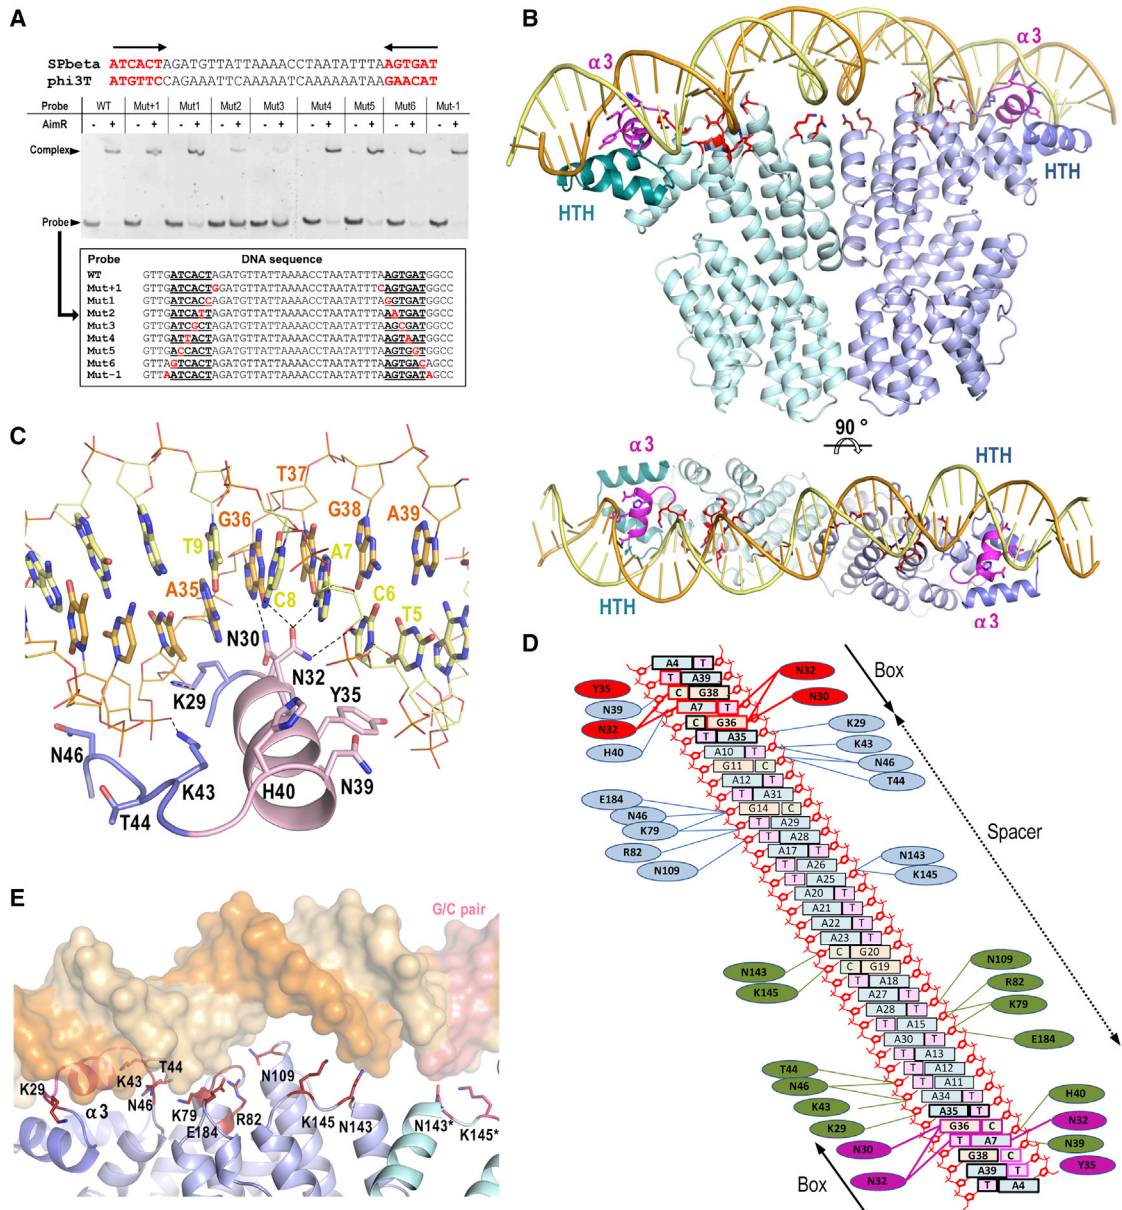 A
SPbeta ATCACTAGATGTTATTAAAACCTAATATTTAAGTGAT
phi3T ATGTTCCAGAAATTCATAAAATCAAAAAATAAGAACAT
Probe WT Mut+1 Mut1 Mut2 Mut3 Mut4 Mut5 Mut6 Mut-1
AimR - + - + - + - + - + - + - + - + - +
Complex
Probe
Probe DNA sequence
WT GTTGATCACTAGATGTTATTAAAACCTAATATTTAAGTGATGGCC
Mut+1 GTTGATCACTGGATGTTATTAAAACCTAATATTTCAGTGATGGCC
Mut1 GTTGATCACCAGATGTTATTAAAACCTAATATTTAGGTGATGGCC
Mut2 GTTGATCATTAGATGTTATTAAAACCTAATATTTAAATGATGGCC
Mut3 GTTGATCGCTAGATGTTATTAAAACCTAATATTTAAGCGATGGCC
Mut4 GTTGATTACTAGATGTTATTAAAACCTAATATTTAAGTAATGGCC
Mut5 GTTGACCACTAGATGTTATTAAAACCTAATATTTAAGTGGTGGCC
Mut6 GTTAGTCACTAGATGTTATTAAAACCTAATATTTAAGTGACAGCC
Mut-1 GTTAATCACTAGATGTTATTAAAACCTAATATTTAAGTGATAGCC
B
α3
α3
HTH
HTH
90 °
α3
HTH
HTH
α3
C
T37
G36 G38 A39
T9 A7
A35 C8 C6
T5
N30
N32
K29 Y35
N46
K43 H40 N39
T44
D
A4 T
T A39
C G38
A7 T
C G36
T A35
A10 T
G11 C
A12 T
T A31
G14 C
T A29
T A28
A17 T
T A26
T A25
A20 T
A21 T
A22 T
A23 T
C G20
C G19
T A18
A27 T
A28 T
T A15
A30 T
T A13
T A12
T A11
A34 T
A35 T
G36 C
T A7
G38 C
A39 T
T A4
Y35
N39
N32
H40
N32
N30
K29
K43
N46
T44
E184
N46
K79
R82
N109
N143
K145
N143
K145
N109
R82
K79
E184
T44
N46
K43
K29
N30
N32
H40
N32
N39
Y35
Box
Spacer
Box
E
G/C pair
K29
α3
K43
T44
N46
K79
E184
R82
N109
K145
N143
N143*
K145*